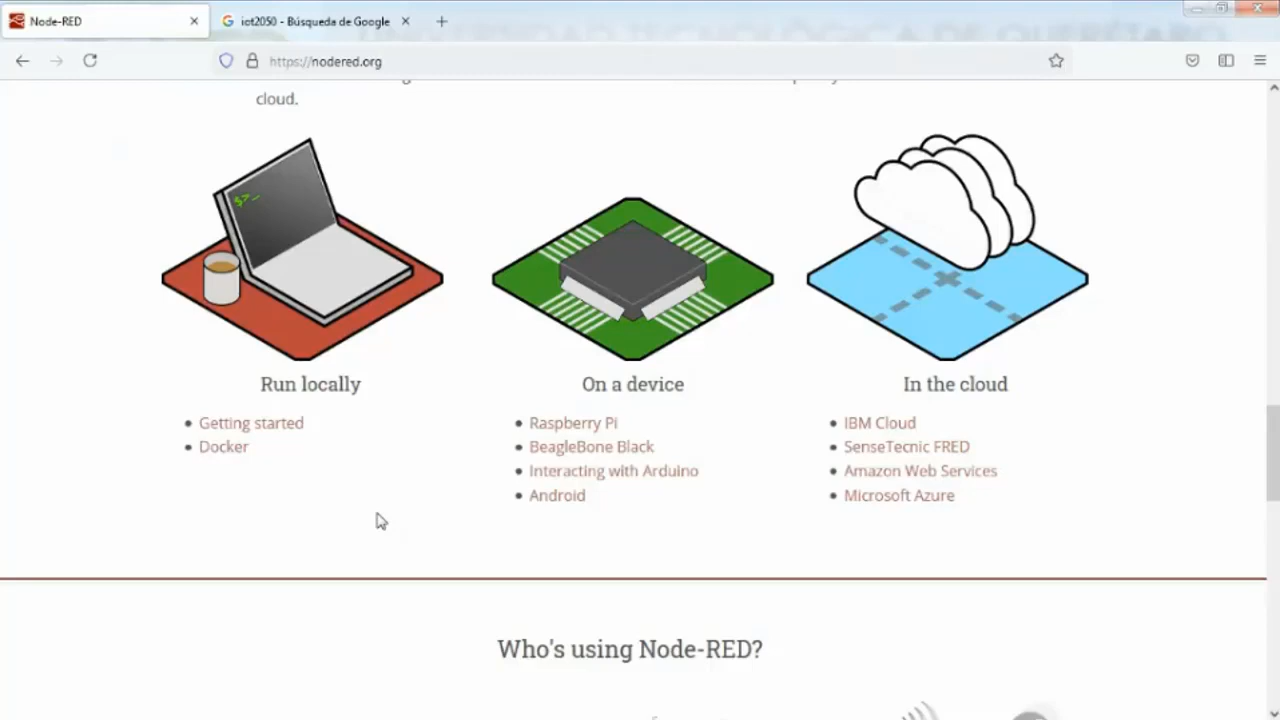 Node-RED
iot2050 - Búsqueda de Google
https://nodered.org
cloud.
$>_
Run locally
Getting started
Docker
On a device
Raspberry Pi
BeagleBone Black
Interacting with Arduino
Android
In the cloud
IBM Cloud
SenseTecnic FRED
Amazon Web Services
Microsoft Azure
Who's using Node-RED?